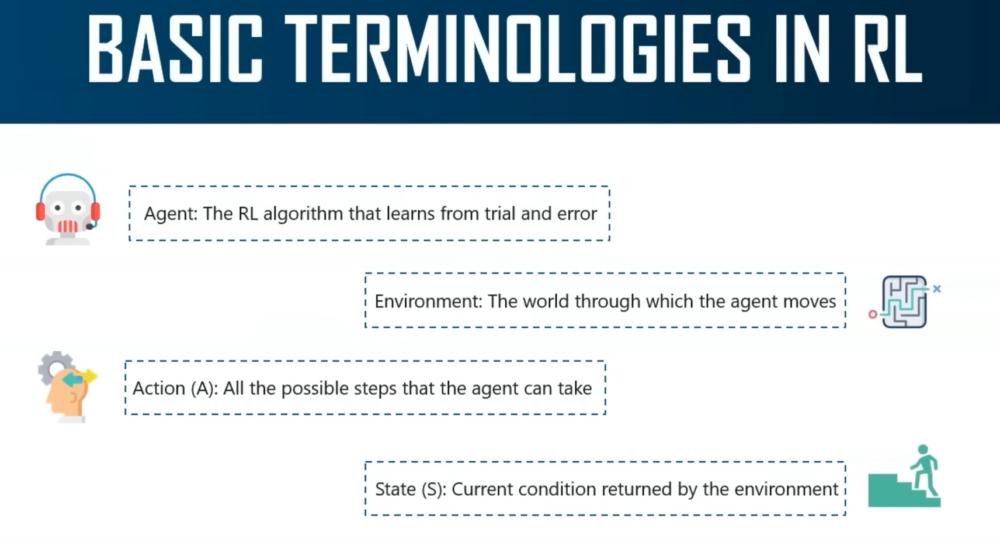 BASIC TERMINOLOGIES IN RL
Agent: The RL algorithm that learns from trial and error
Environment: The world through which the agent moves
Action (A): All the possible steps that the agent can take
State (S): Current condition returned by the environment